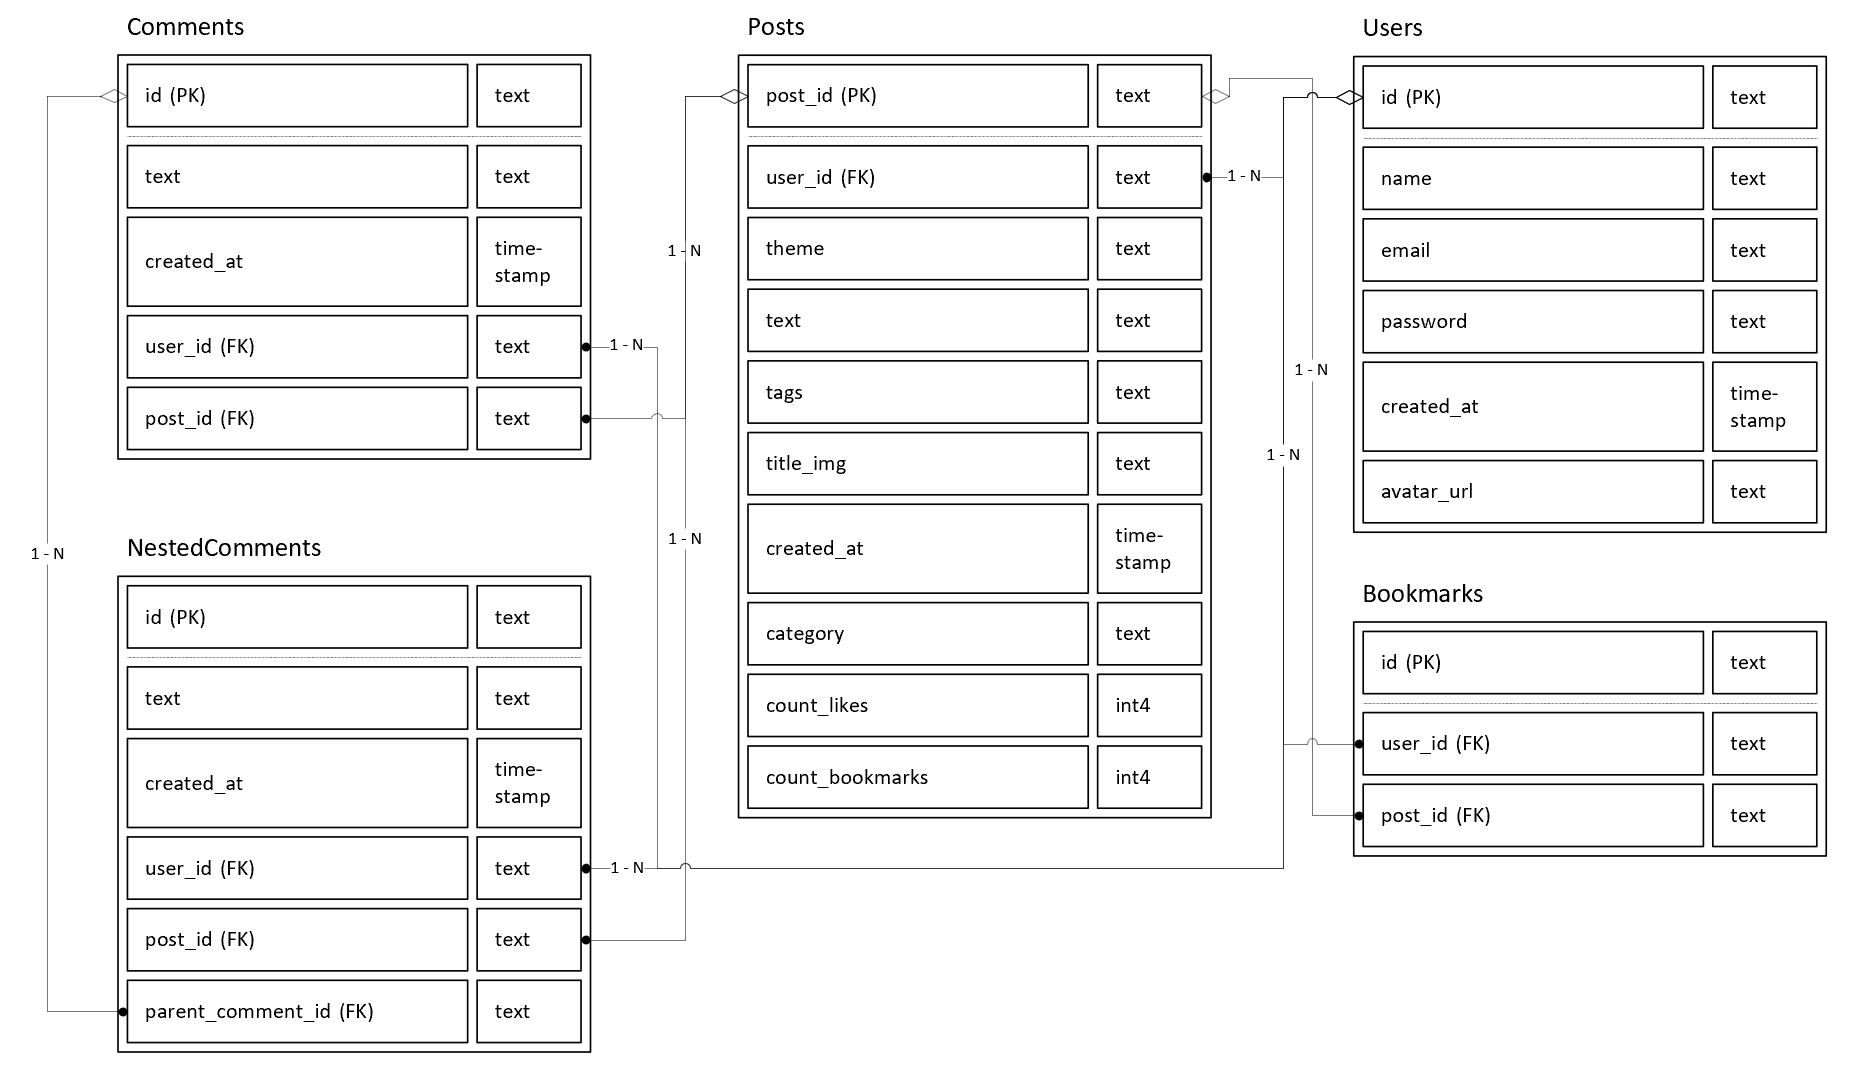 Comments
id (PK) text
text text
created_at time-
stamp
user_id (FK) text
post_id (FK) text
NestedComments
id (PK) text
text text
created_at time-
stamp
user_id (FK) text
post_id (FK) text
parent_comment_id (FK) text
1 - N
1 - N
1 - N
1 - N
1 - N
Posts
post_id (PK) text
user_id (FK) text
theme text
text text
tags text
title_img text
created_at time-
stamp
category text
count_likes int4
count_bookmarks int4
1 - N
1 - N
1 - N
Users
id (PK) text
name text
email text
password text
created_at time-
stamp
avatar_url text
Bookmarks
id (PK) text
user_id (FK) text
post_id (FK) text